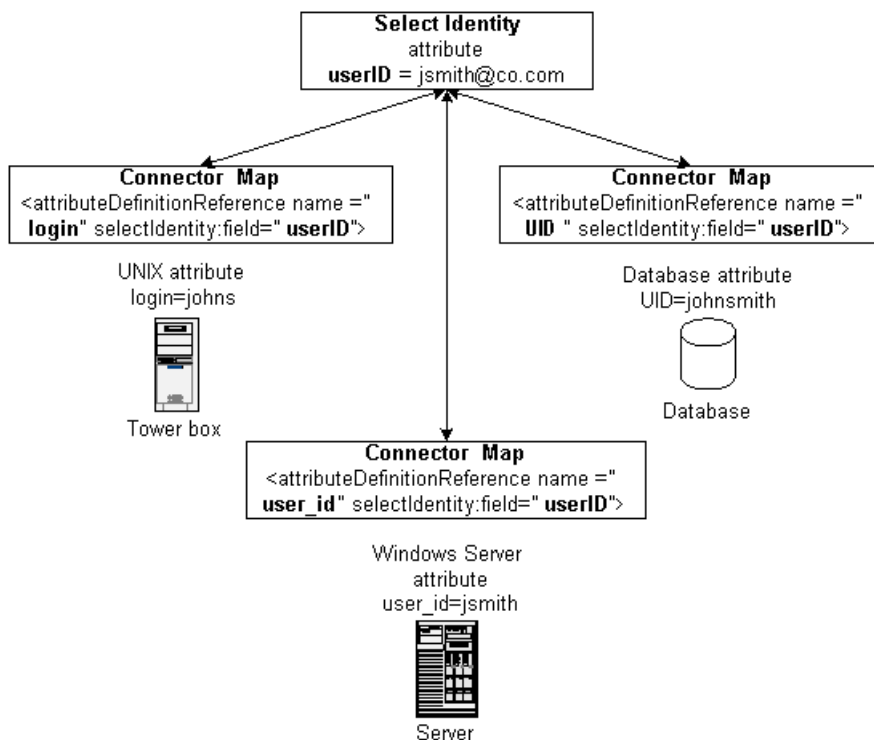 Select Identity
attribute
userID = jsmith@co.com
Connector Map
<attributeDefinitionReference name ="
login" selectIdentity:field=" userID">
Connector Map
<attributeDefinitionReference name ="
UID " selectIdentity:field=" userID">
UNIX attribute
login=johns
Tower box
Database attribute
UID=johnsmith
Database
Connector Map
<attributeDefinitionReference name ="
user_id" selectIdentity:field=" userID">
Windows Server
attribute
user_id=jsmith
Server